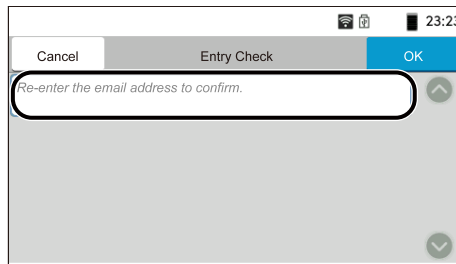 23:23
Cancel
Entry Check
OK
Re-enter the email address to confirm.